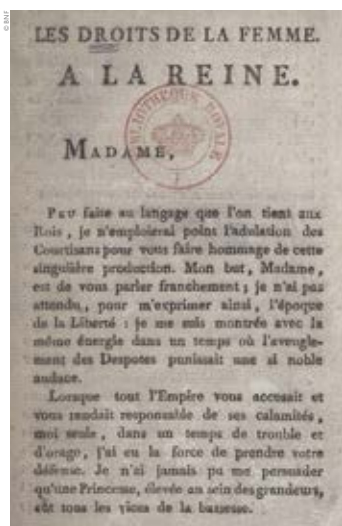 © BNF
LES DROITS DE LA FEMME.
A LA REINE.
BIBLIOTHEQUE ROYALE
MADAME,
PEU faite au langage que l'on tient aux
Rois, je n'emploierai point l'adulation des
Courtisans pour vous faire hommage de cette
singulière production. Mon but, Madame,
est de vous parler franchement ; je n'ai pas
attendu, pour m'exprimer ainsi, l'époque
de la Liberté : je me suis montrée avec la
même énergie dans un temps où l'aveugle-
ment des Despotes punissait une si noble
audace.
Lorsque tout l'Empire vous accusait et
vous rendait responsable de ses calamités,
moi seule, dans un temps de trouble et
d'orage, j'ai eu la force de prendre votre
défense. Je n'ai jamais pu me persuader
qu'une Princesse, élevée au sein des grandeurs,
eût tous les vices de la bassesse.